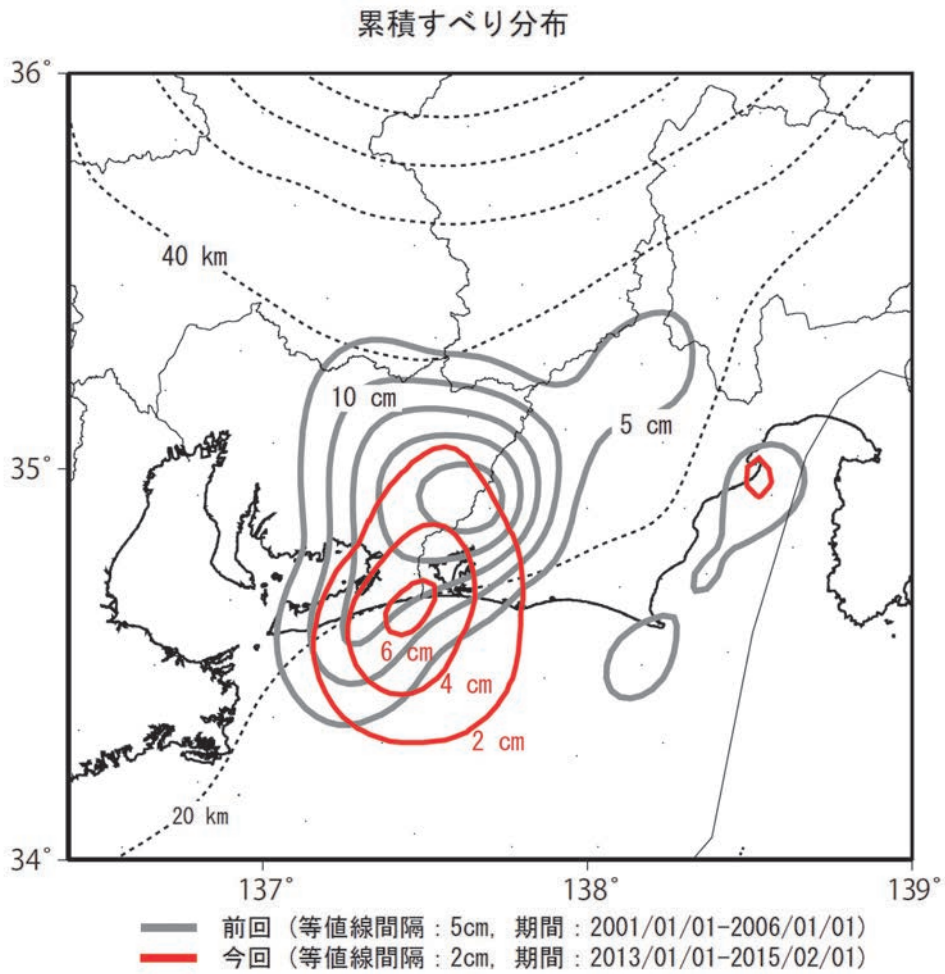 累積すべり分布
36°
40 km
10 cm
5 cm
35°
6 cm
4 cm
2 cm
20 km
34°
137°
138°
139°
前回 (等値線間隔：5cm, 期間：2001/01/01-2006/01/01)
今回 (等値線間隔：2cm, 期間：2013/01/01-2015/02/01)